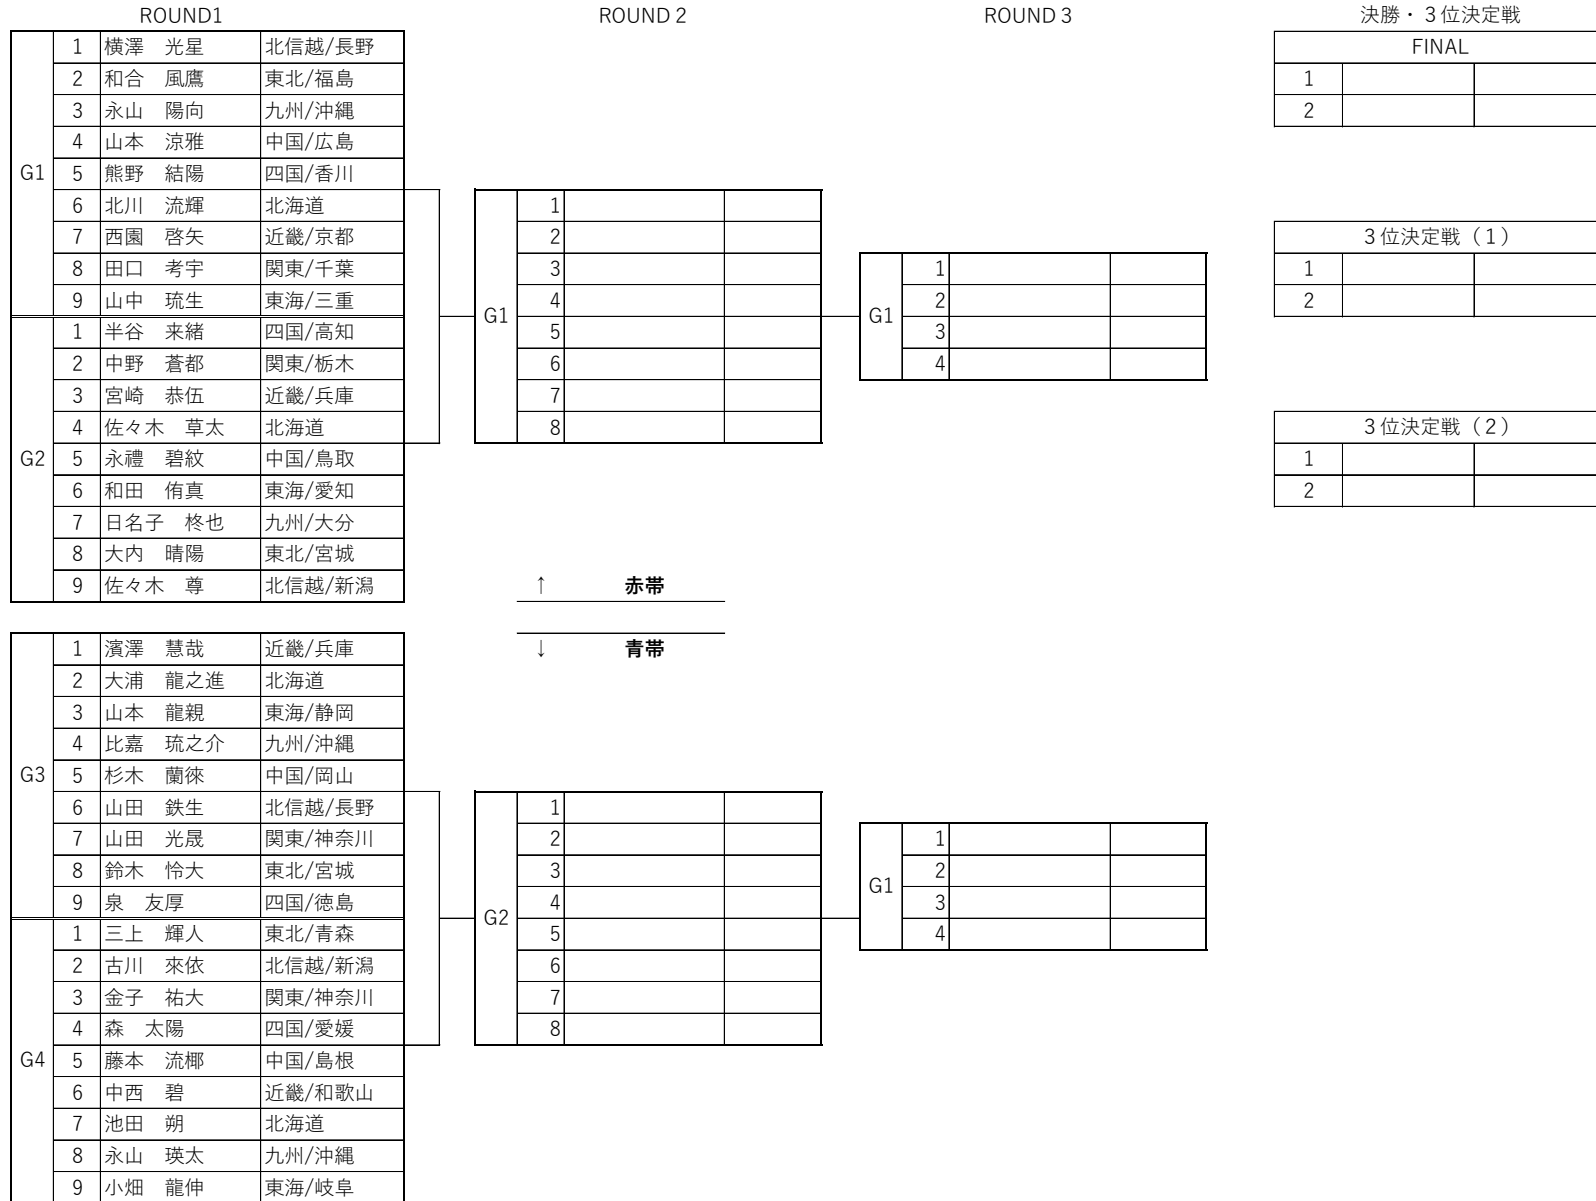 ROUND1 ROUND 2 ROUND 3 決勝・３位決定戦
1 横澤　光星 北信越/長野 FINAL
2 和合　風鷹 東北/福島 1
3 永山　陽向 九州/沖縄 2
4 山本　涼雅 中国/広島
G1 5 熊野　結陽 四国/香川
6 北川　流輝 北海道 1
7 西園　啓矢 近畿/京都 2 ３位決定戦（１）
8 田口　考宇 関東/千葉 3 1 1
9 山中　琉生 東海/三重 4 2 2
1 半谷　来緒 四国/高知 G1 5 G1 3
2 中野　蒼都 関東/栃木 6 4
3 宮崎　恭伍 近畿/兵庫 7
4 佐々木　草太 北海道 8 ３位決定戦（２）
G2 5 永禮　碧紋 中国/鳥取 1
6 和田　侑真 東海/愛知 2
7 日名子　柊也 九州/大分
8 大内　晴陽 東北/宮城
9 佐々木　尊 北信越/新潟 ↑ 赤帯
1 濱澤　慧哉 近畿/兵庫 ↓ 青帯
2 大浦　龍之進 北海道
3 山本　龍親 東海/静岡
4 比嘉　琉之介 九州/沖縄
G3 5 杉木　蘭徠 中国/岡山
6 山田　鉄生 北信越/長野 1
7 山田　光晟 関東/神奈川 2 1
8 鈴木　怜大 東北/宮城 3 2
9 泉　友厚 四国/徳島 4 G1 3
1 三上　輝人 東北/青森 G2 5 4
2 古川　來依 北信越/新潟 6
3 金子　祐大 関東/神奈川 7
4 森　太陽 四国/愛媛 8
G4 5 藤本　流椰 中国/島根
6 中西　碧 近畿/和歌山
7 池田　朔 北海道
8 永山　瑛太 九州/沖縄
9 小畑　龍伸 東海/岐阜